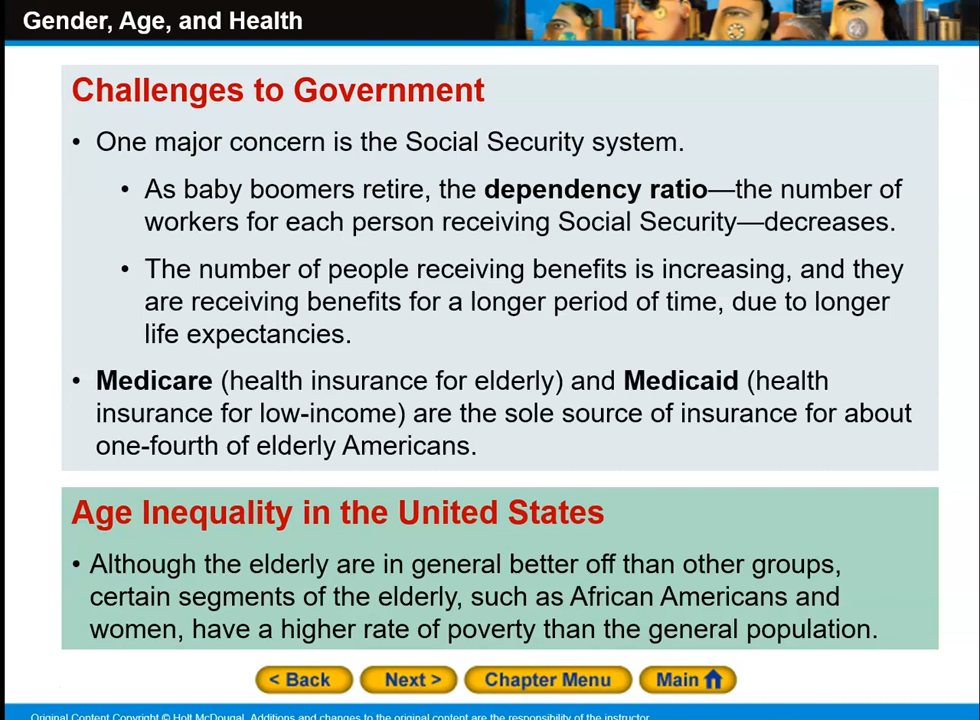 Gender, Age, and Health
Challenges to Government
• One major concern is the Social Security system.
• As baby boomers retire, the dependency ratio—the number of
workers for each person receiving Social Security—decreases.
• The number of people receiving benefits is increasing, and they
are receiving benefits for a longer period of time, due to longer
life expectancies.
• Medicare (health insurance for elderly) and Medicaid (health
insurance for low-income) are the sole source of insurance for about
one-fourth of elderly Americans.
Age Inequality in the United States
• Although the elderly are in general better off than other groups,
certain segments of the elderly, such as African Americans and
women, have a higher rate of poverty than the general population.
< Back Next > Chapter Menu Main
Original Content Copyright © Holt McDougal. Additions and changes to the original content are the responsibility of the instructor.